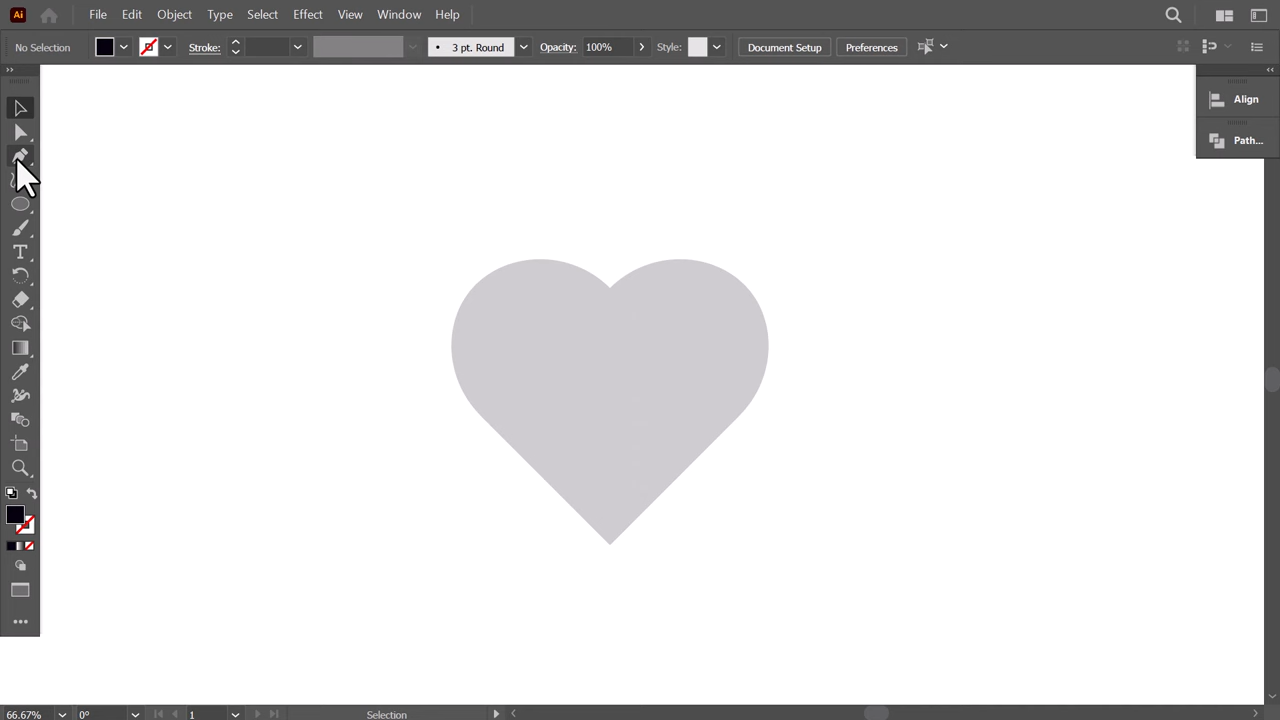 Ai File Edit Object Type Select Effect View Window Help
No Selection Stroke: 3 pt. Round Opacity: 100% Style: Document Setup Preferences
Align
Path...
T
66.67% 0° 1 Selection